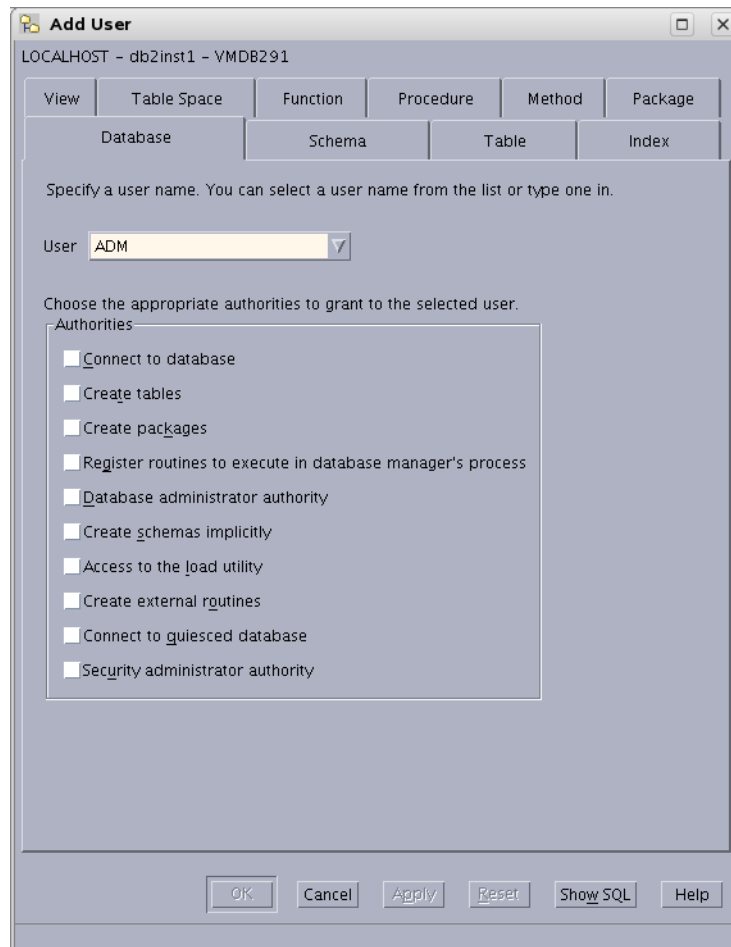 Add User
LOCALHOST - db2inst1 - VMDB291
View Table Space Function Procedure Method Package
Database Schema Table Index
Specify a user name. You can select a user name from the list or type one in.
User ADM
Choose the appropriate authorities to grant to the selected user.
Authorities
Connect to database
Create tables
Create packages
Register routines to execute in database manager's process
Database administrator authority
Create schemas implicitly
Access to the load utility
Create external routines
Connect to quiesced database
Security administrator authority
OK Cancel Apply Reset Show SQL Help